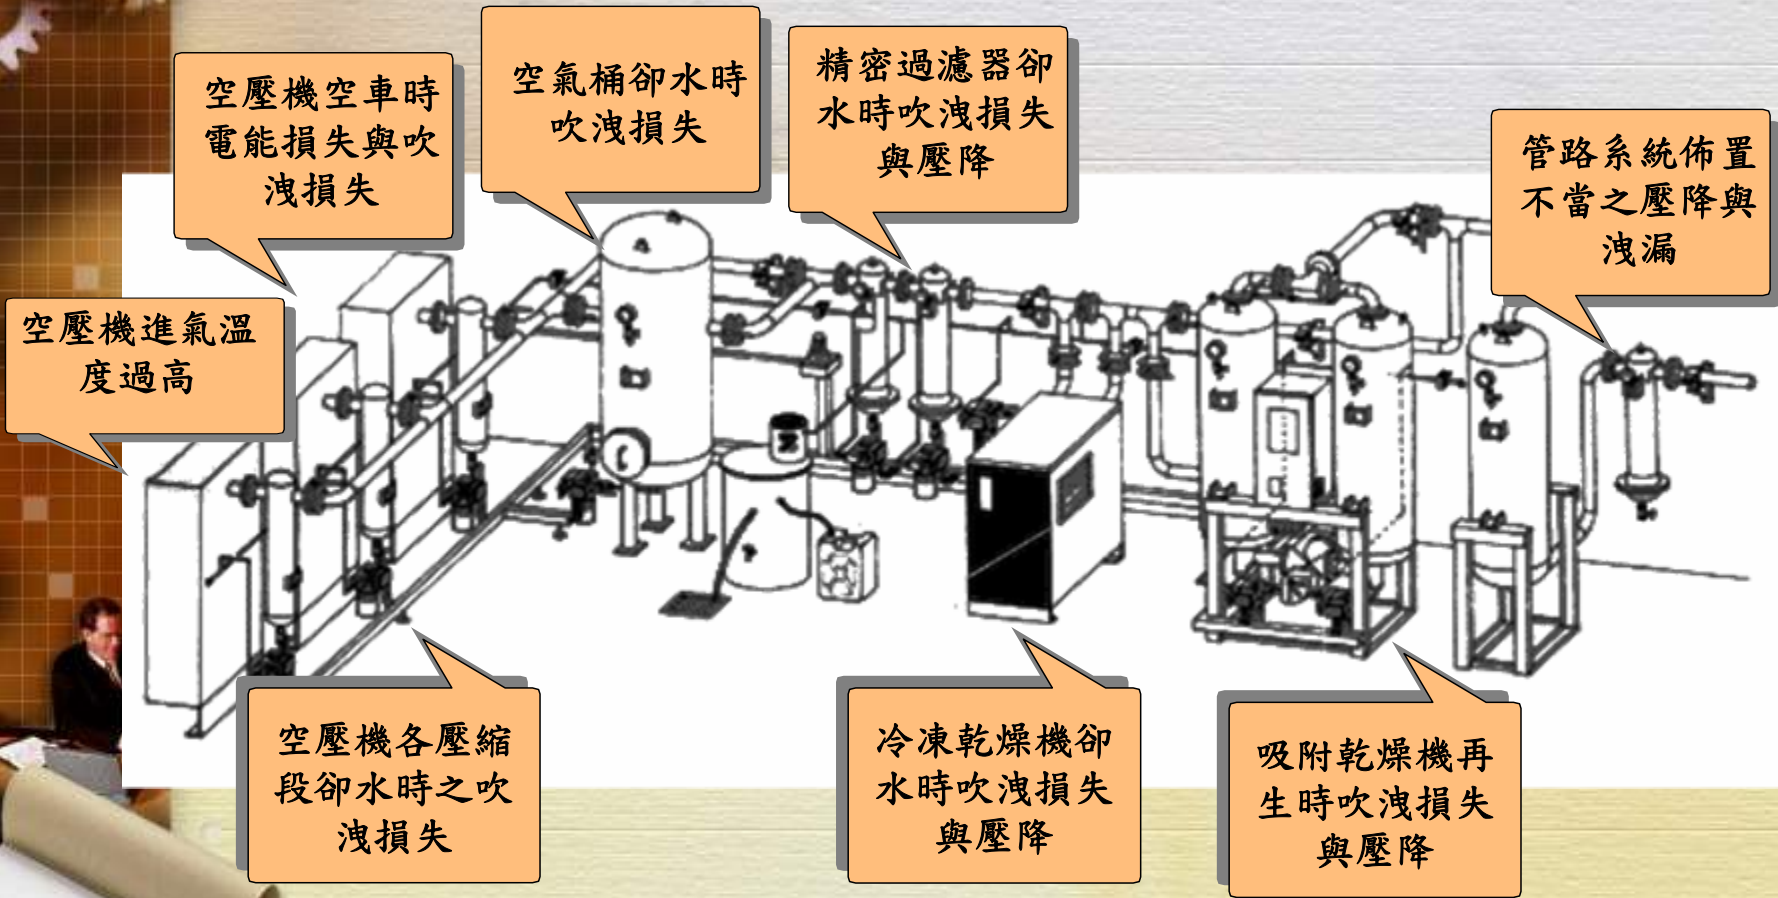 空壓機空車時
電能損失與吹
洩損失
空氣桶卻水時
吹洩損失
精密過濾器卻
水時吹洩損失
與壓降
管路系統佈置
不當之壓降與
洩漏
空壓機進氣溫
度過高
空壓機各壓縮
段卻水時之吹
洩損失
冷凍乾燥機卻
水時吹洩損失
與壓降
吸附乾燥機再
生時吹洩損失
與壓降